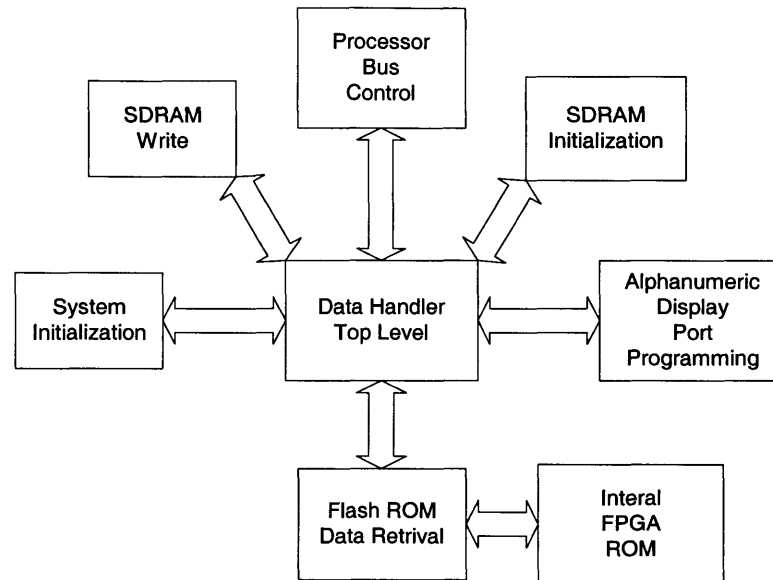 Processor
Bus
Control
SDRAM
Write
SDRAM
Initialization
System
Initialization
Data Handler
Top Level
Alphanumeric
Display
Port
Programming
Flash ROM
Data Retrival
Interal
FPGA
ROM